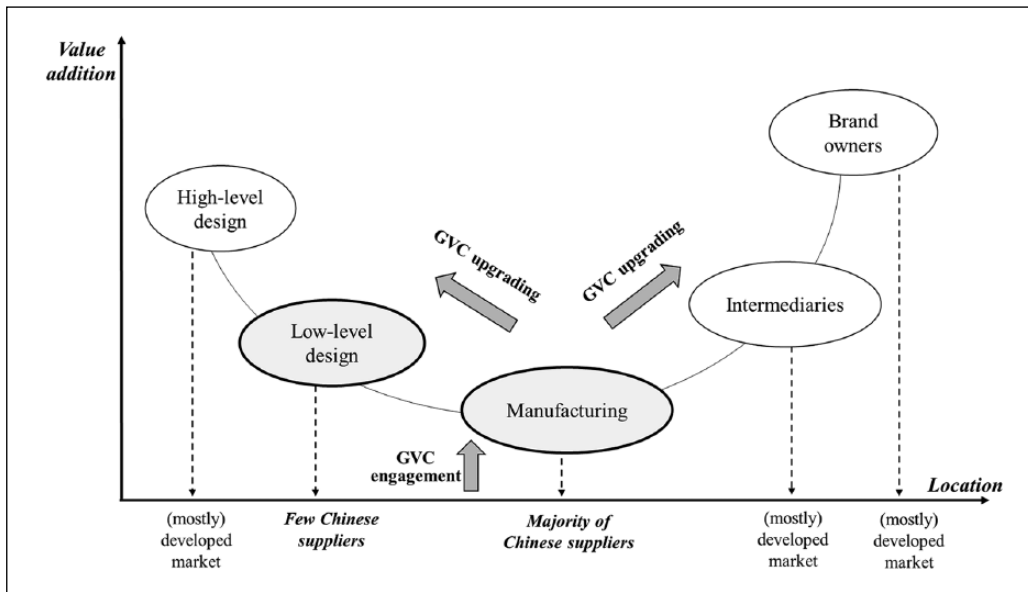 Value
addition
Brand
owners
High-level
design
GVC upgrading
GVC upgrading
Intermediaries
Low-level
design
Manufacturing
GVC
engagement
Location
(mostly)
developed
market
Few Chinese
suppliers
Majority of
Chinese suppliers
(mostly)
developed
market
(mostly)
developed
market